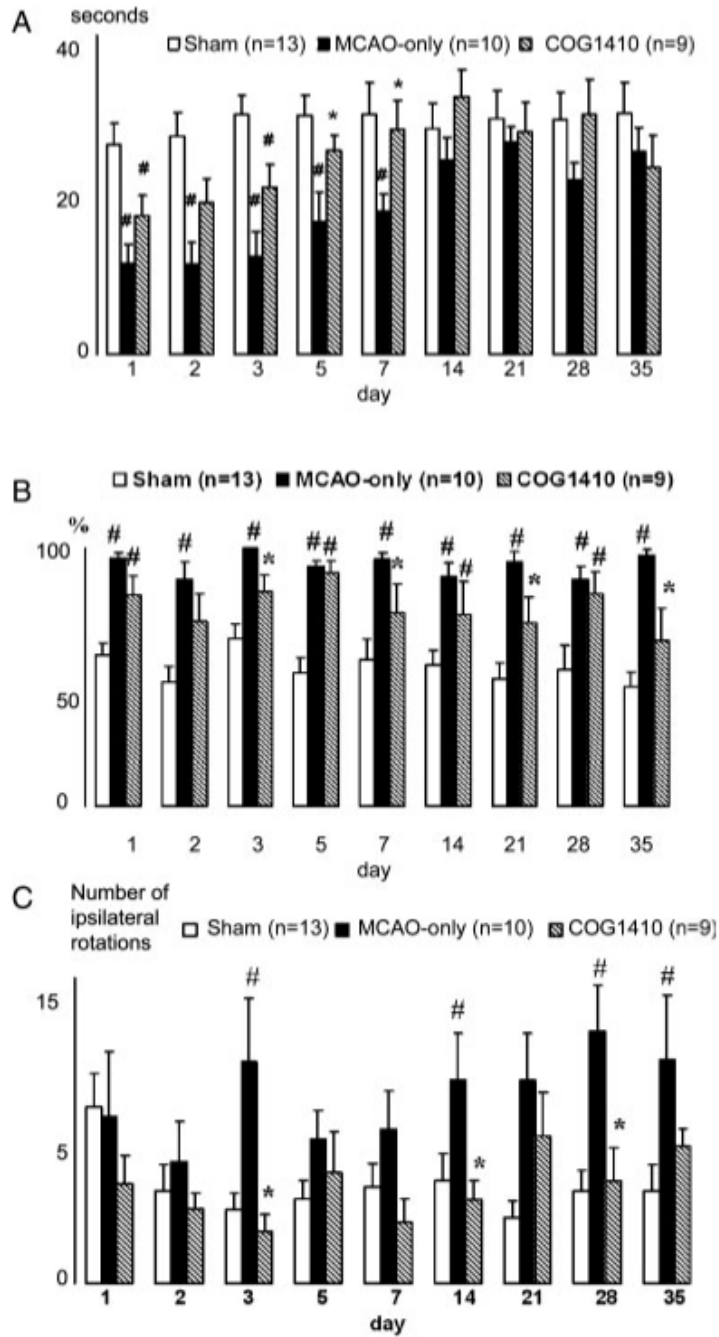 A
seconds
Sham (n=13) MCAO-only (n=10) COG1410 (n=9)
40
# # # # # * # *
# # #
20
0
1 2 3 5 7 14 21 28 35
day
B
Sham (n=13) MCAO-only (n=10) COG1410 (n=9)
%
100
# # # # # # # # #
# * # * # * # *
50
0
1 2 3 5 7 14 21 28 35
day
C
Number of
ipsilateral
rotations
Sham (n=13) MCAO-only (n=10) COG1410 (n=9)
15
# # # #
* * *
5
0
1 2 3 5 7 14 21 28 35
day